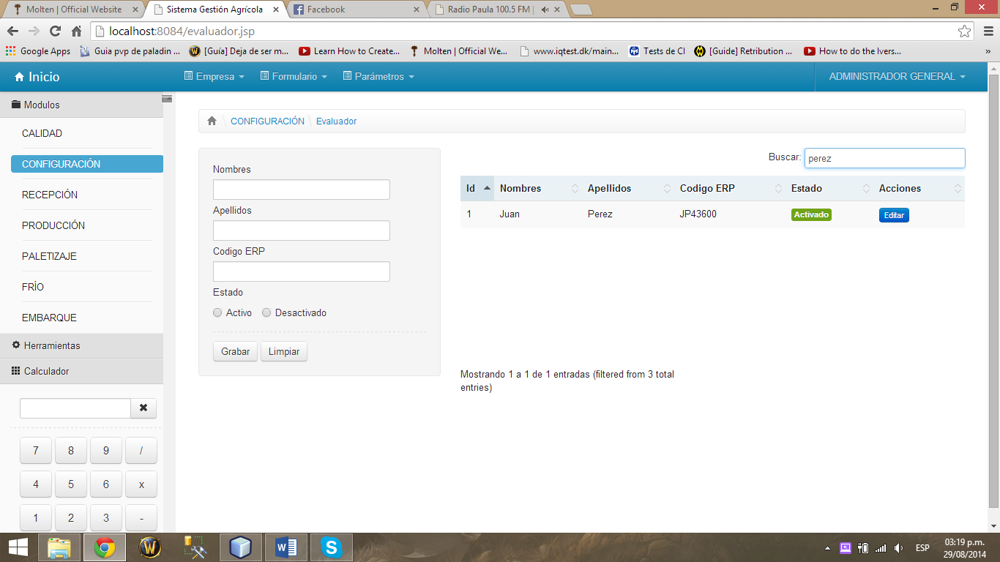 Molten | Official Website
Sistema Gestión Agrícola
Facebook
Radio Paula 100.5 FM |
localhost:8084/evaluador.jsp
Google Apps
Guia pvp de paladin ...
[Guía] Deja de ser m...
Learn How to Create...
Molten | Official We...
www.iqtest.dk/main...
Tests de CI
[Guide] Retribution ...
How to do the Ivers...
»
Inicio
Empresa
Formulario
Parámetros
ADMINISTRADOR GENERAL
Modulos
CALIDAD
CONFIGURACIÓN
RECEPCIÓN
PRODUCCIÓN
PALETIZAJE
FRÍO
EMBARQUE
Herramientas
Calculador
7 8 9 /
4 5 6 x
1 2 3 -
CONFIGURACIÓN \ Evaluador
Nombres
Apellidos
Codigo ERP
Estado
Activo Desactivado
Grabar Limpiar
Buscar: perez
Id Nombres Apellidos Codigo ERP Estado Acciones
1 Juan Perez JP43600 Activado Editar
Mostrando 1 a 1 de 1 entradas (filtered from 3 total
entries)
ESP
03:19 p.m.
29/08/2014